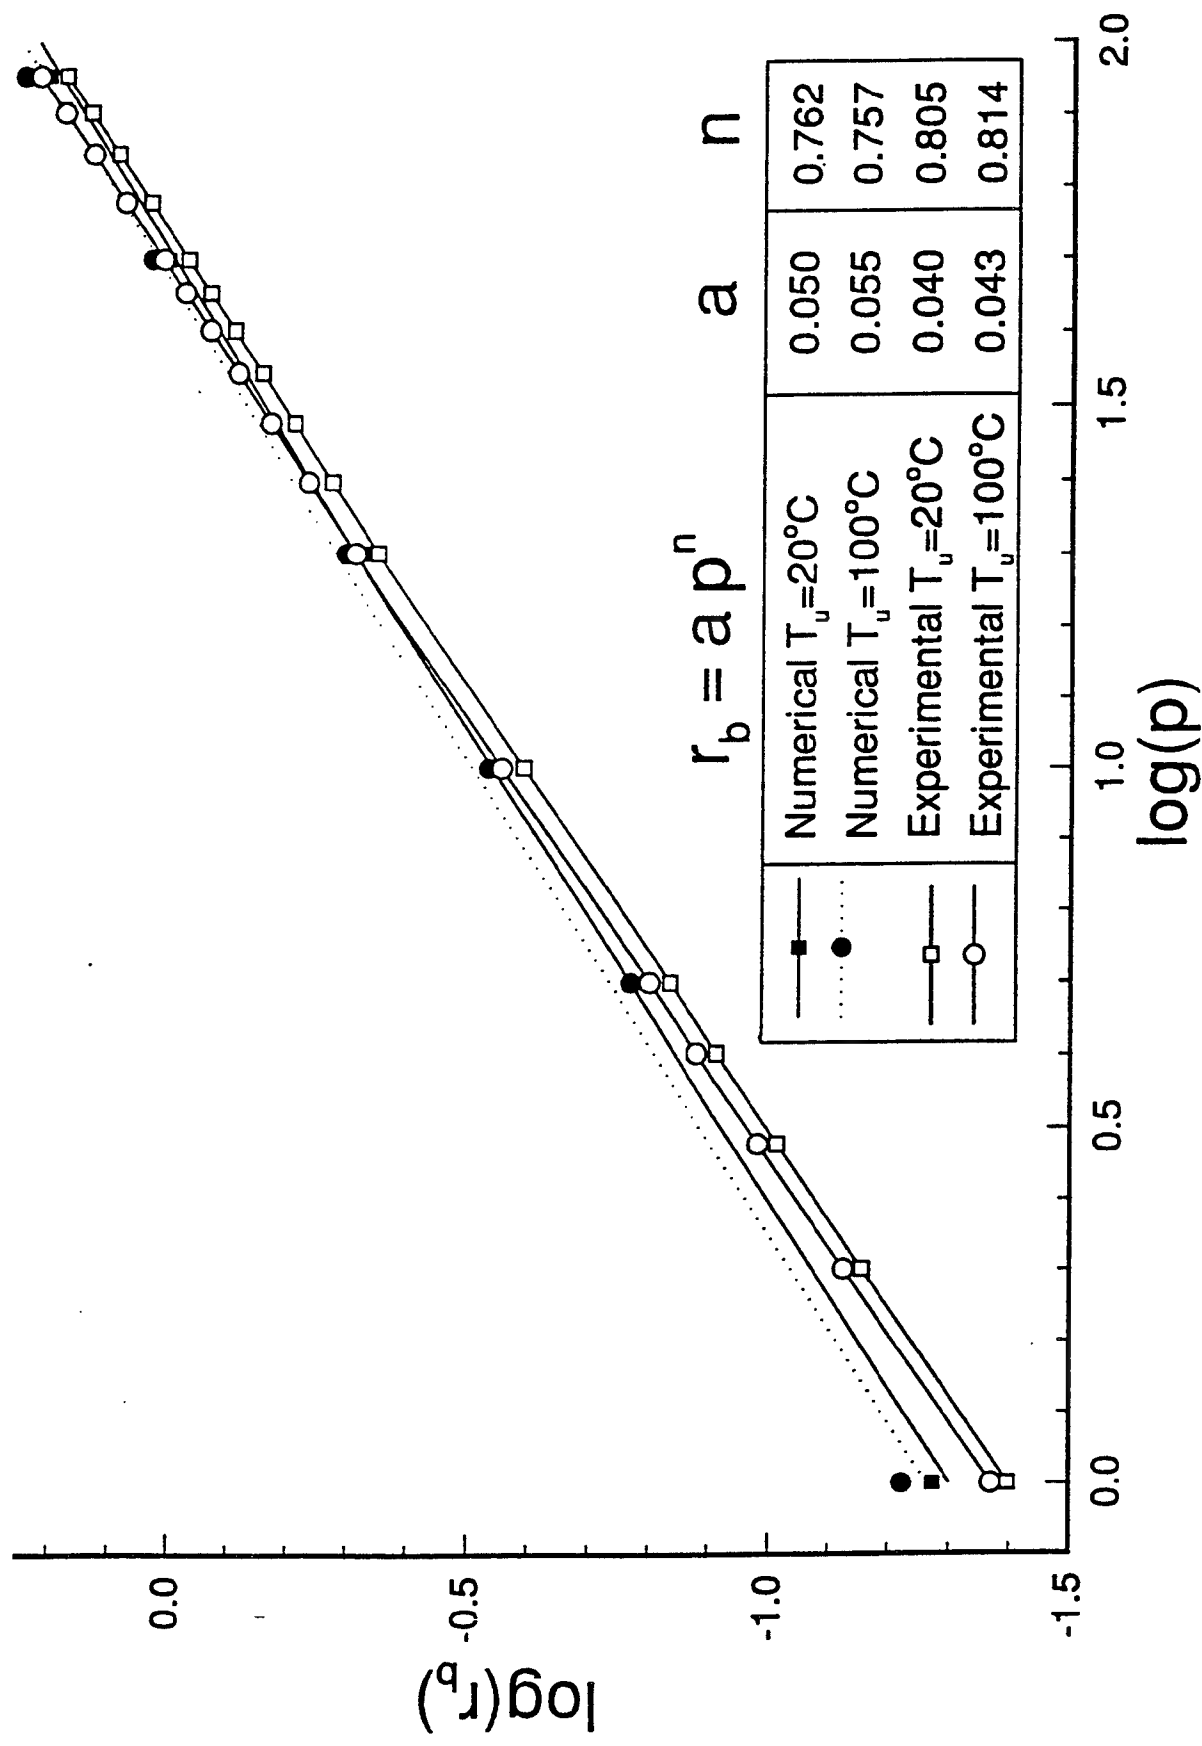 log(r_b)
0.0
-0.5
-1.0
-1.5
r_b = a p^n a n
Numerical T_u=20°C 0.050 0.762
Numerical T_u=100°C 0.055 0.757
Experimental T_u=20°C 0.040 0.805
Experimental T_u=100°C 0.043 0.814
0.0 0.5 1.0 1.5 2.0
log(p)